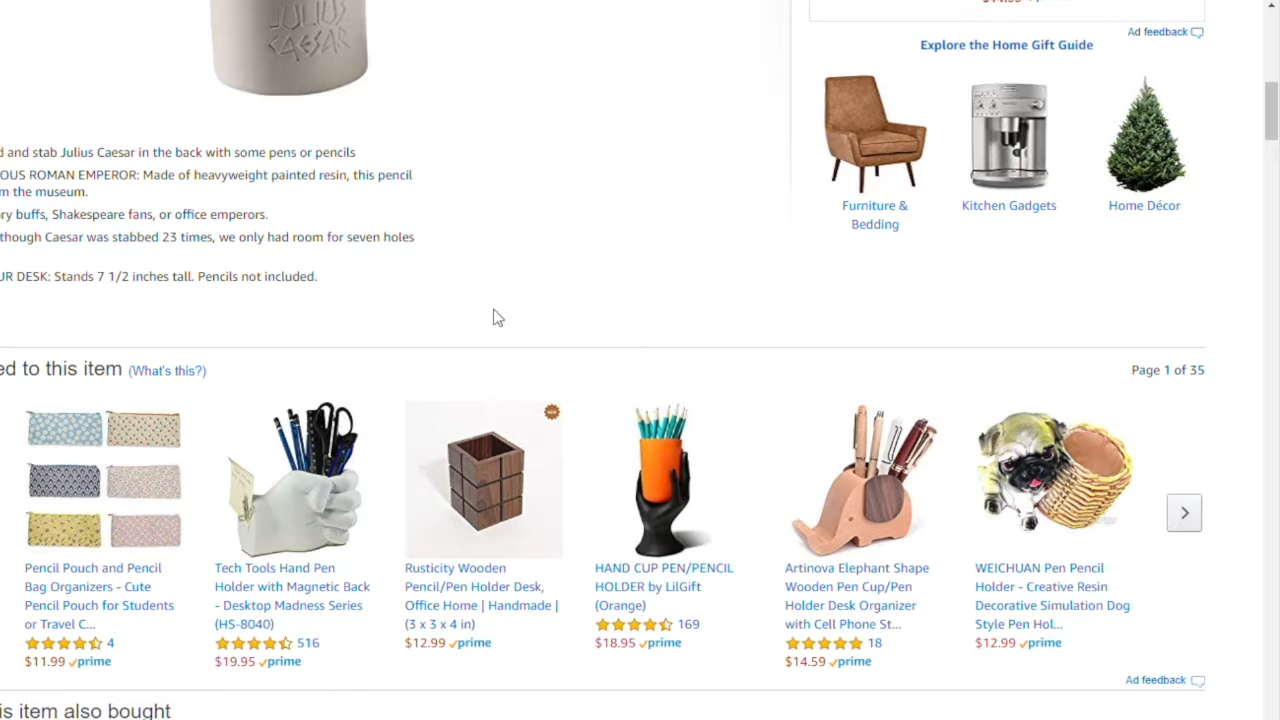 JULIUS
CAESAR
$14.99 prime
Ad feedback
Explore the Home Gift Guide
Furniture &
Bedding
Kitchen Gadgets
Home Décor
d and stab Julius Caesar in the back with some pens or pencils
OUS ROMAN EMPEROR: Made of heavyweight painted resin, this pencil
m the museum.
ry buffs, Shakespeare fans, or office emperors.
though Caesar was stabbed 23 times, we only had room for seven holes
UR DESK: Stands 7 1/2 inches tall. Pencils not included.
ed to this item (What's this?)
Page 1 of 35
Pencil Pouch and Pencil
Bag Organizers - Cute
Pencil Pouch for Students
or Travel C...
4
$11.99 prime
Tech Tools Hand Pen
Holder with Magnetic Back
- Desktop Madness Series
(HS-8040)
516
$19.95 prime
Rusticity Wooden
Pencil/Pen Holder Desk,
Office Home | Handmade |
(3 x 3 x 4 in)
$12.99 prime
HAND CUP PEN/PENCIL
HOLDER by LilGift
(Orange)
169
$18.95 prime
Artinova Elephant Shape
Wooden Pen Cup/Pen
Holder Desk Organizer
with Cell Phone St...
18
$14.59 prime
WEICHUAN Pen Pencil
Holder - Creative Resin
Decorative Simulation Dog
Style Pen Hol...
$12.99 prime
Ad feedback
is item also bought